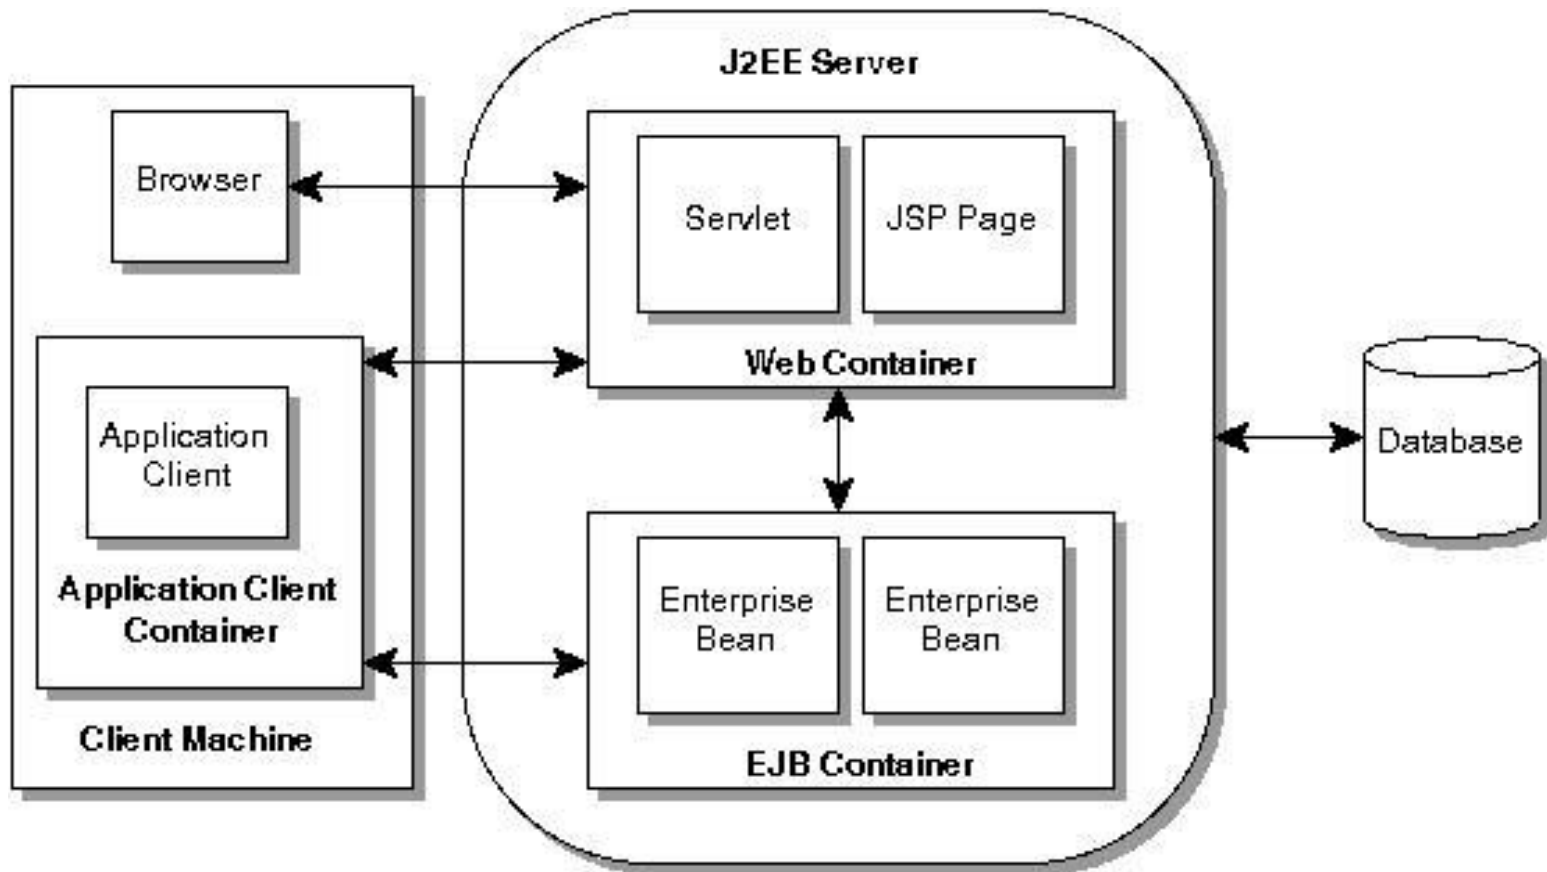 J2EE Server
Browser
Servlet
JSP Page
Web Container
Application
Client
Application Client
Container
Client Machine
Enterprise
Bean
Enterprise
Bean
EJB Container
Database